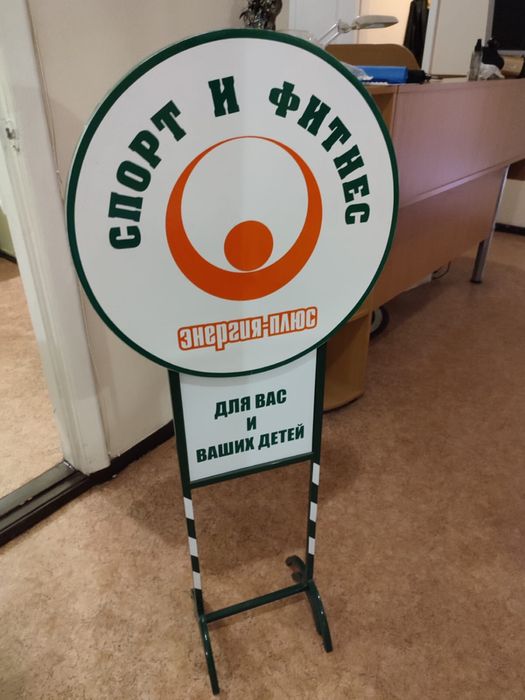 СПОРТ И ФИТНЕС
энергия-плюс
ДЛЯ ВАС
И
ВАШИХ ДЕТЕЙ